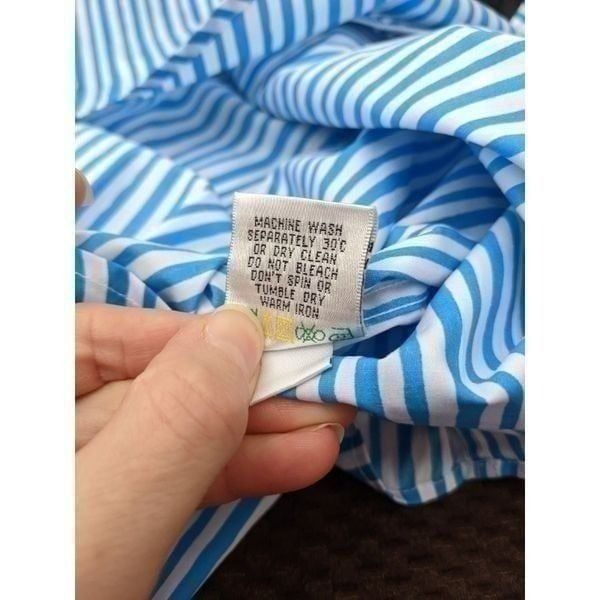 MACHINE WASH
SEPARATELY 30°C
OR DRY CLEAN
DO NOT BLEACH
DON'T SPIN OR
TUMBLE DRY
WARM IRON